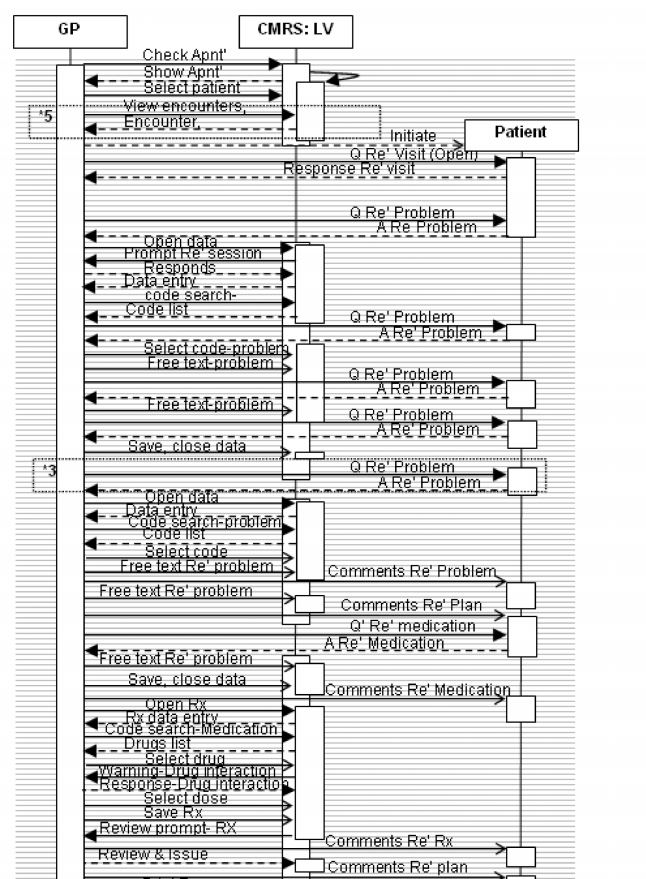 GP
CMRS: LV
Check Apnt'
Show Apnt'
Select patient
*5
View encounters,
Encounter,
Initiate
Patient
Q Re' Visit (Open)
Response Re' visit
Q Re' Problem
A Re Problem
Open data
Prompt Re' session
Responds
Data entry
code search-
Code list
Q Re' Problem
A Re' Problem
Select code-problem
Free text-problem
Q Re' Problem
A Re' Problem
Free text-problem
Q Re' Problem
A Re' Problem
Save, close data
*3
Q Re' Problem
A Re' Problem
Open data
Data entry
Code search-problem
Code list
Select code
Free text Re' problem
Comments Re' Problem
Free text Re' problem
Comments Re' Plan
Q' Re' medication
A Re' Medication
Free text Re' problem
Save, close data
Comments Re' Medication
Open Rx
Rx data entry
Code search-Medication
Drugs list
Select drug
Warning-Drug interaction
Response-Drug interaction
Select dose
Save Rx
Review prompt- RX
Comments Re' Rx
Review & Issue
Comments Re' plan